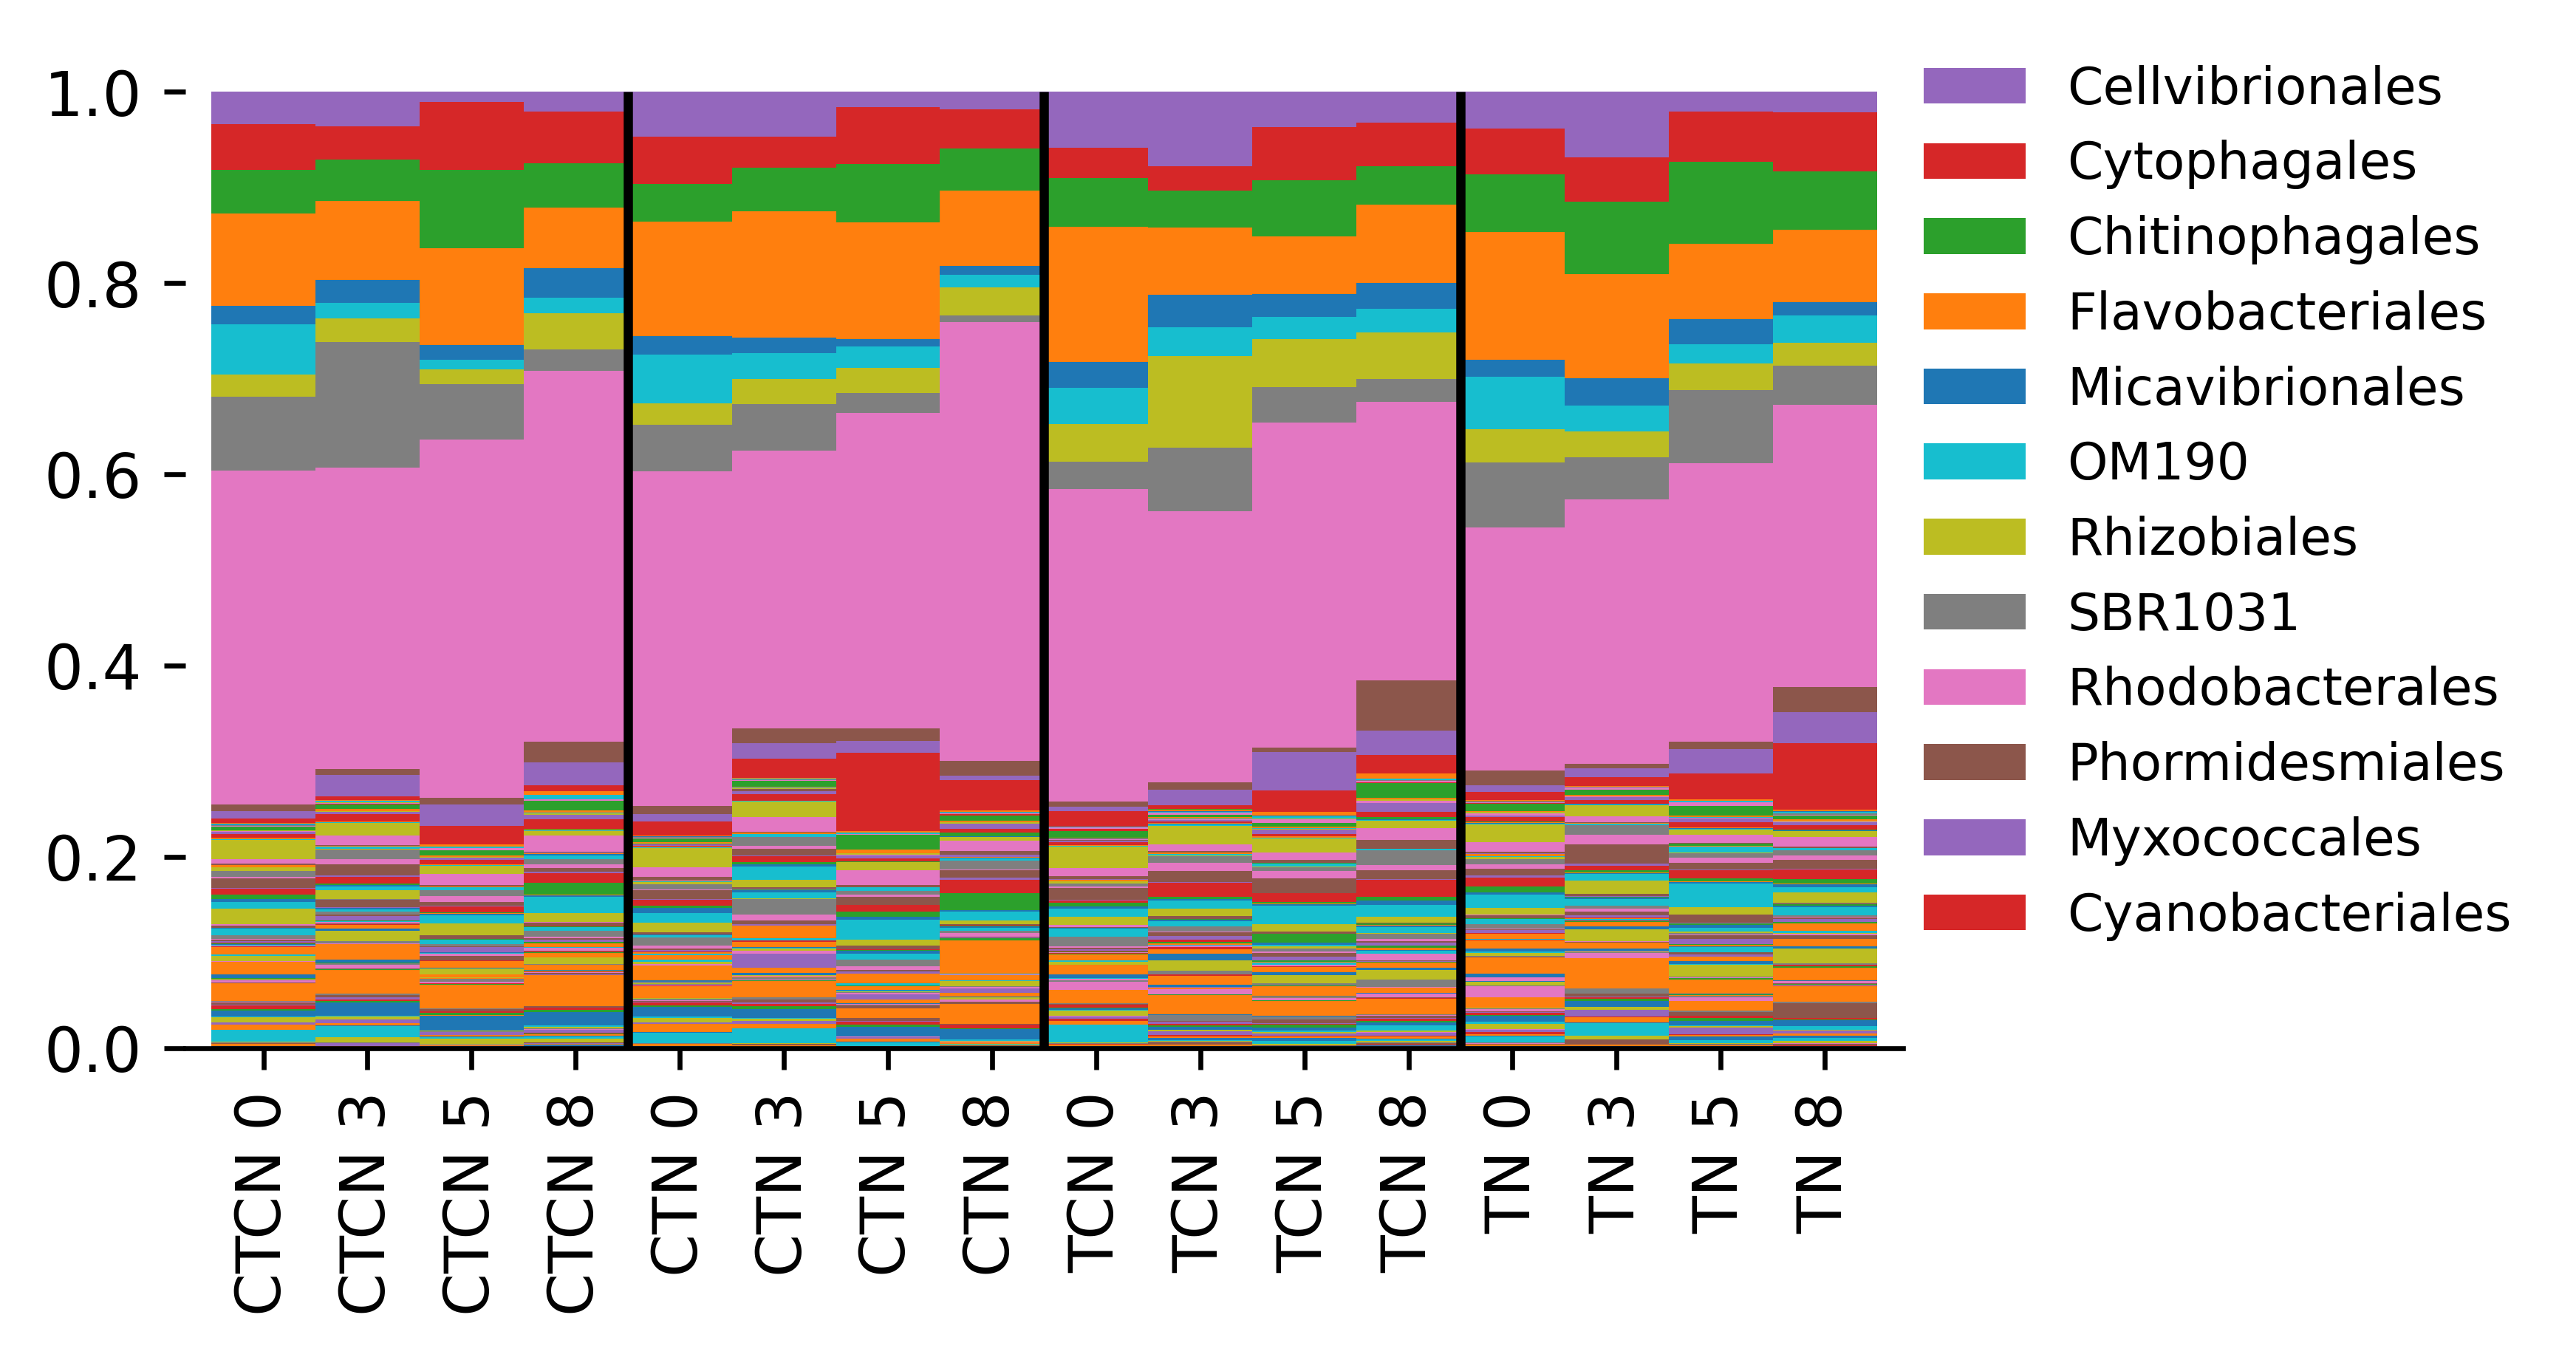 1.0
0.8
0.6
0.4
0.2
0.0
CTCN 0
CTCN 3
CTCN 5
CTCN 8
CTN 0
CTN 3
CTN 5
CTN 8
TCN 0
TCN 3
TCN 5
TCN 8
TN 0
TN 3
TN 5
TN 8
Cellvibrionales
Cytophagales
Chitinophagales
Flavobacteriales
Micavibrionales
OM190
Rhizobiales
SBR1031
Rhodobacterales
Phormidesmiales
Myxococcales
Cyanobacteriales